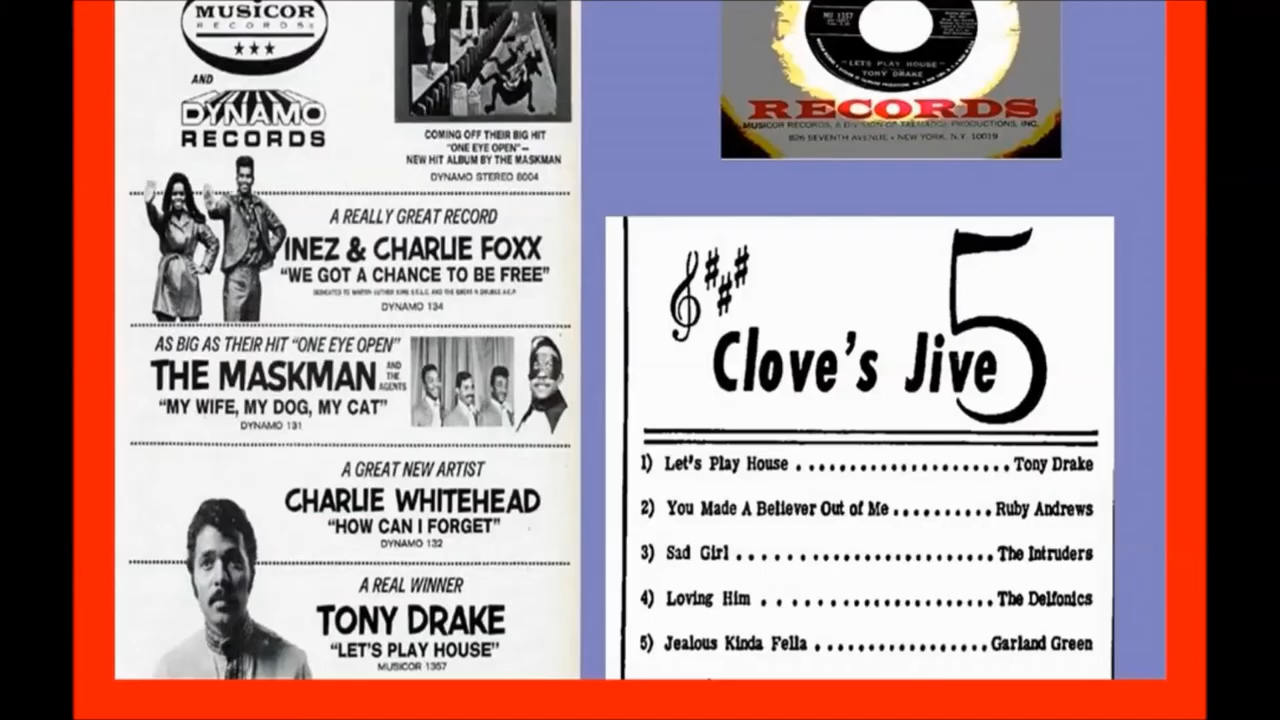 MUSICOR
RECORDS
AND
DYNAMO
RECORDS
COMING OFF THEIR BIG HIT
"ONE EYE OPEN"—
NEW HIT ALBUM BY THE MASKMAN
DYNAMO STEREO 8004
A REALLY GREAT RECORD
INEZ & CHARLIE FOXX
"WE GOT A CHANCE TO BE FREE"
DYNAMO 134
AS BIG AS THEIR HIT "ONE EYE OPEN"
THE MASKMAN AND THE AGENTS
"MY WIFE, MY DOG, MY CAT"
DYNAMO 131
A GREAT NEW ARTIST
CHARLIE WHITEHEAD
"HOW CAN I FORGET"
DYNAMO 132
A REAL WINNER
TONY DRAKE
"LET'S PLAY HOUSE"
MUSICOR 1357
MU 1357
"LET'S PLAY HOUSE"
TONY DRAKE
RECORDS
MUSICOR RECORDS, A DIVISION OF TALMADGE PRODUCTIONS, INC.
826 SEVENTH AVENUE • NEW YORK, N.Y. 10019
Clove's Jive 5
1) Let's Play House .................... Tony Drake
2) You Made A Believer Out of Me .......... Ruby Andrews
3) Sad Girl ........................ The Intruders
4) Loving Him ...................... The Delfonics
5) Jealous Kinda Fella ................ Garland Green